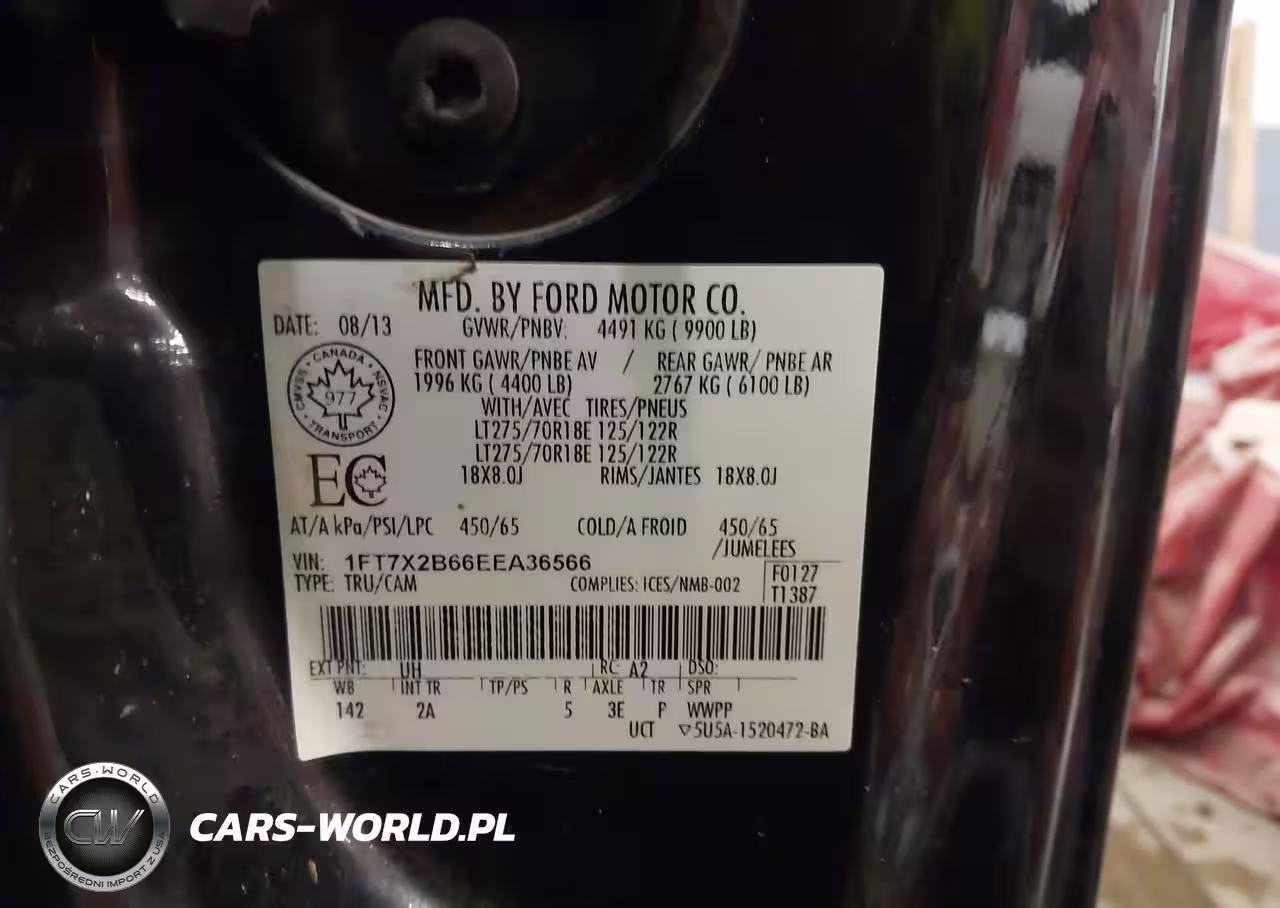 MFD. BY FORD MOTOR CO.
DATE: 08/13 GVWR/PNBV: 4491 KG ( 9900 LB)
FRONT GAWR/PNBE AV / REAR GAWR/ PNBE AR
1996 KG ( 4400 LB) 2767 KG ( 6100 LB)
WITH/AVEC TIRES/PNEUS
LT275/70R18E 125/122R
LT275/70R18E 125/122R
18X8.0J RIMS/JANTES 18X8.0J
CANADA
CMVSS 977 NSVAC
TRANSPORT
EC
AT/A kPa/PSI/LPC 450/65 COLD/A FROID 450/65
/JUMELEES
VIN: 1FT7X2B66EEA36566
TYPE: TRU/CAM COMPLIES: ICES/NMB-002
F0127
T1387
EXT PNT: UH RC: A2 DSO:
WB INT TR TP/PS R AXLE TR SPR
142 2A 5 3E P WWPP
UCT ▽5U5A-1520472-BA
CARS-WORLD
CW
BEZPOŚREDNI IMPORT Z USA
CARS-WORLD.PL